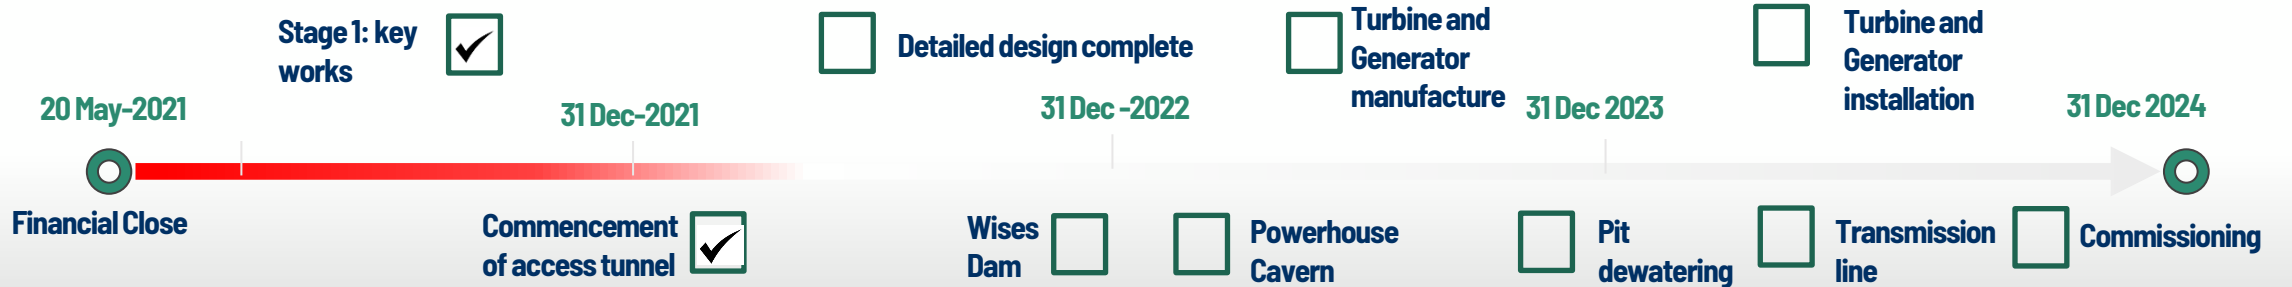 Stage 1: key
works
Detailed design complete
Turbine and
Generator
manufacture
Turbine and
Generator
installation
20 May-2021
31 Dec-2021
31 Dec -2022
31 Dec 2023
31 Dec 2024
Financial Close
Commencement
of access tunnel
Wises
Dam
Powerhouse
Cavern
Pit
dewatering
Transmission
line
Commissioning